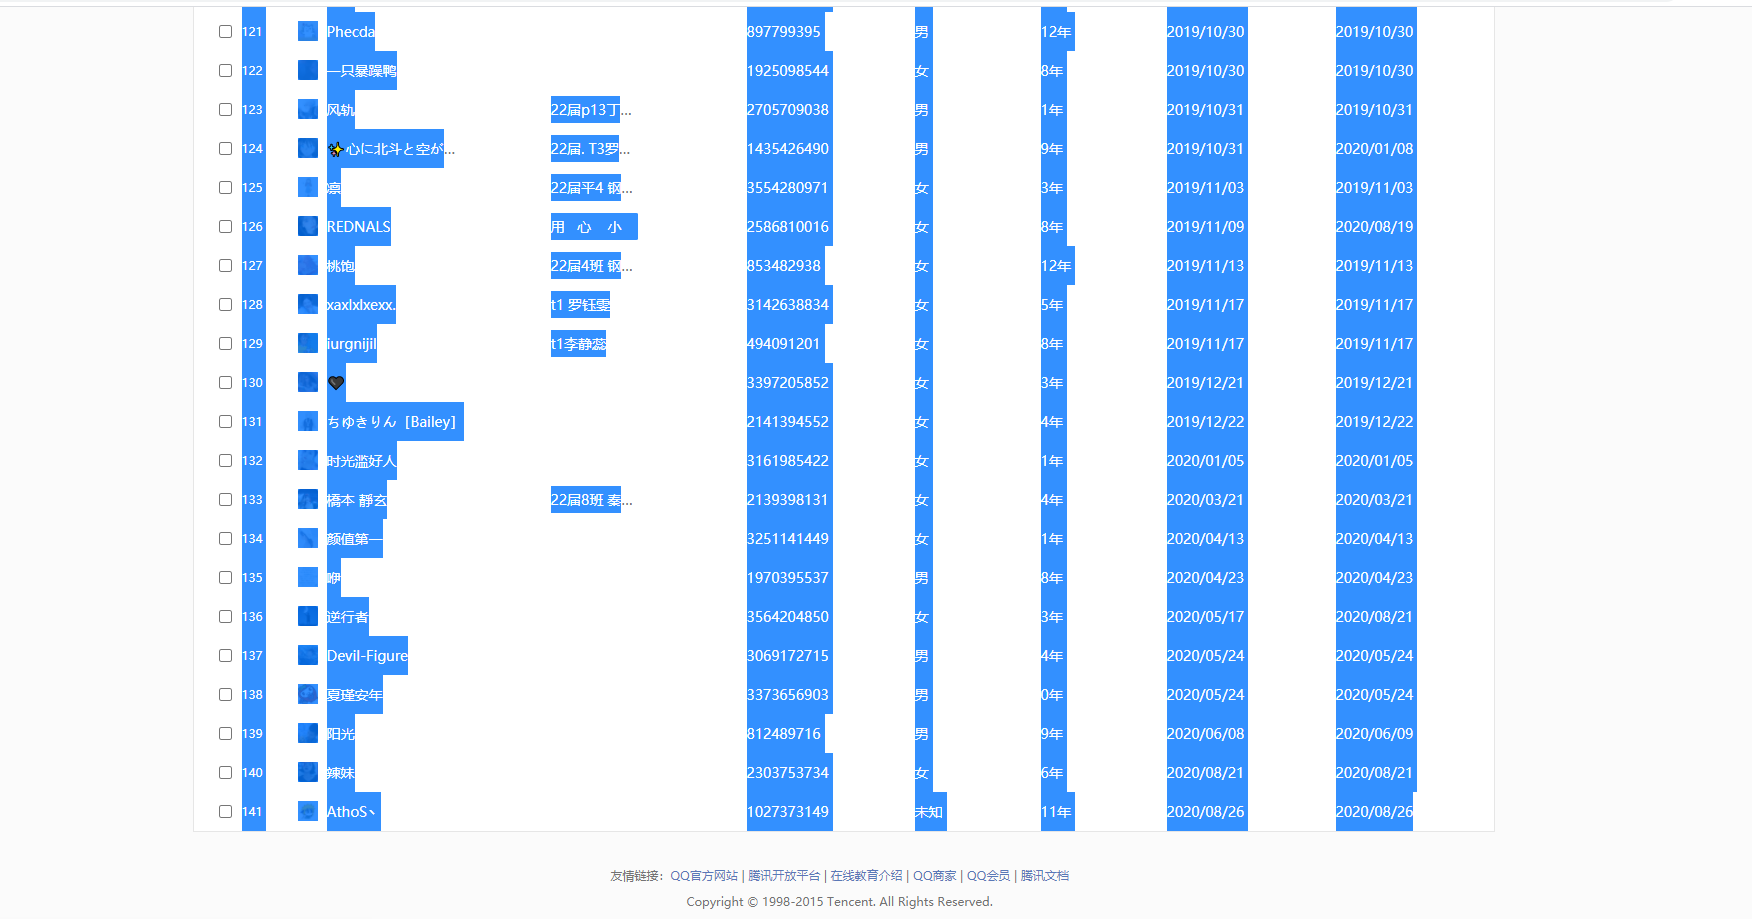 121 Phecda 897799395 男 12年 2019/10/30 2019/10/30
122 一只暴躁鸭 1925098544 女 8年 2019/10/30 2019/10/30
123 风轨 22届p13丁... 2705709038 男 1年 2019/10/31 2019/10/31
124 ✨心に北斗と空が... 22届. T3罗... 1435426490 男 9年 2019/10/31 2020/01/08
125 凛 22届平4 钢... 3554280971 女 3年 2019/11/03 2019/11/03
126 REDNALS 用 心 小 2586810016 女 8年 2019/11/09 2020/08/19
127 桃饱 22届4班 钢... 853482938 女 12年 2019/11/13 2019/11/13
128 xaxlxlxexx. t1 罗钰雯 3142638834 女 5年 2019/11/17 2019/11/17
129 iurgnijil t1李静蕊 494091201 女 8年 2019/11/17 2019/11/17
130 🖤 3397205852 女 3年 2019/12/21 2019/12/21
131 ちゆきりん［Bailey］ 2141394552 女 4年 2019/12/22 2019/12/22
132 时光滥好人 3161985422 女 1年 2020/01/05 2020/01/05
133 橋本 靜玄 22届8班 秦... 2139398131 女 4年 2020/03/21 2020/03/21
134 颜值第一 3251141449 女 1年 2020/04/13 2020/04/13
135 咿 1970395537 男 8年 2020/04/23 2020/04/23
136 逆行者 3564204850 女 3年 2020/05/17 2020/08/21
137 Devil-Figure 3069172715 男 4年 2020/05/24 2020/05/24
138 夏瑾安年 3373656903 男 0年 2020/05/24 2020/05/24
139 阳光 812489716 男 9年 2020/06/08 2020/06/09
140 辣妹 2303753734 女 6年 2020/08/21 2020/08/21
141 AthoS丶 1027373149 未知 11年 2020/08/26 2020/08/26
友情链接：QQ官方网站 | 腾讯开放平台 | 在线教育介绍 | QQ商家 | QQ会员 | 腾讯文档
Copyright © 1998-2015 Tencent. All Rights Reserved.